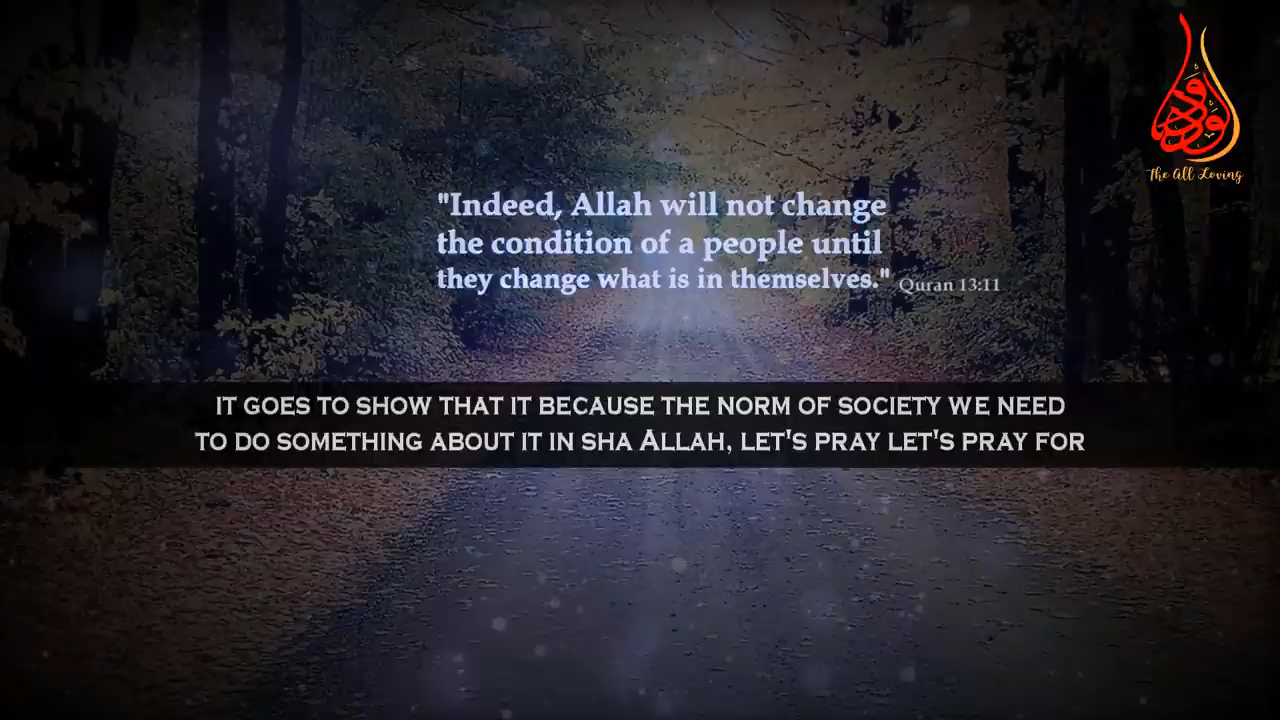 The All Loving
"Indeed, Allah will not change
the condition of a people until
they change what is in themselves." Quran 13:11
IT GOES TO SHOW THAT IT BECAUSE THE NORM OF SOCIETY WE NEED
TO DO SOMETHING ABOUT IT IN SHA ALLAH, LET'S PRAY LET'S PRAY FOR